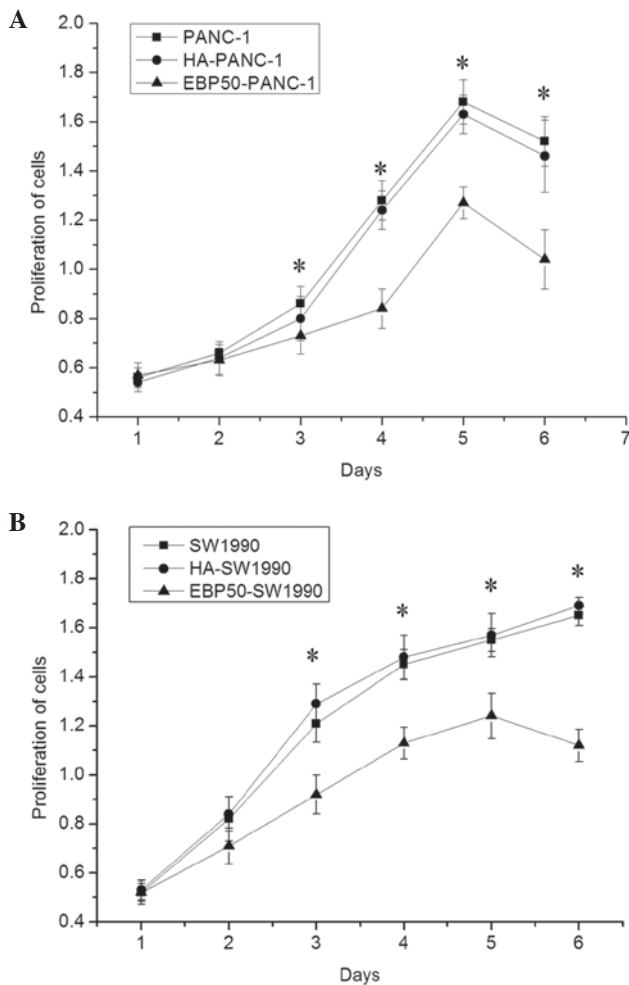 A
PANC-1
HA-PANC-1
EBP50-PANC-1
Proliferation of cells
2.0
1.8
1.6
1.4
1.2
1.0
0.8
0.6
0.4
* * * *
1 2 3 4 5 6 7
Days
B
SW1990
HA-SW1990
EBP50-SW1990
Proliferation of cells
2.0
1.8
1.6
1.4
1.2
1.0
0.8
0.6
0.4
* * * *
1 2 3 4 5 6
Days